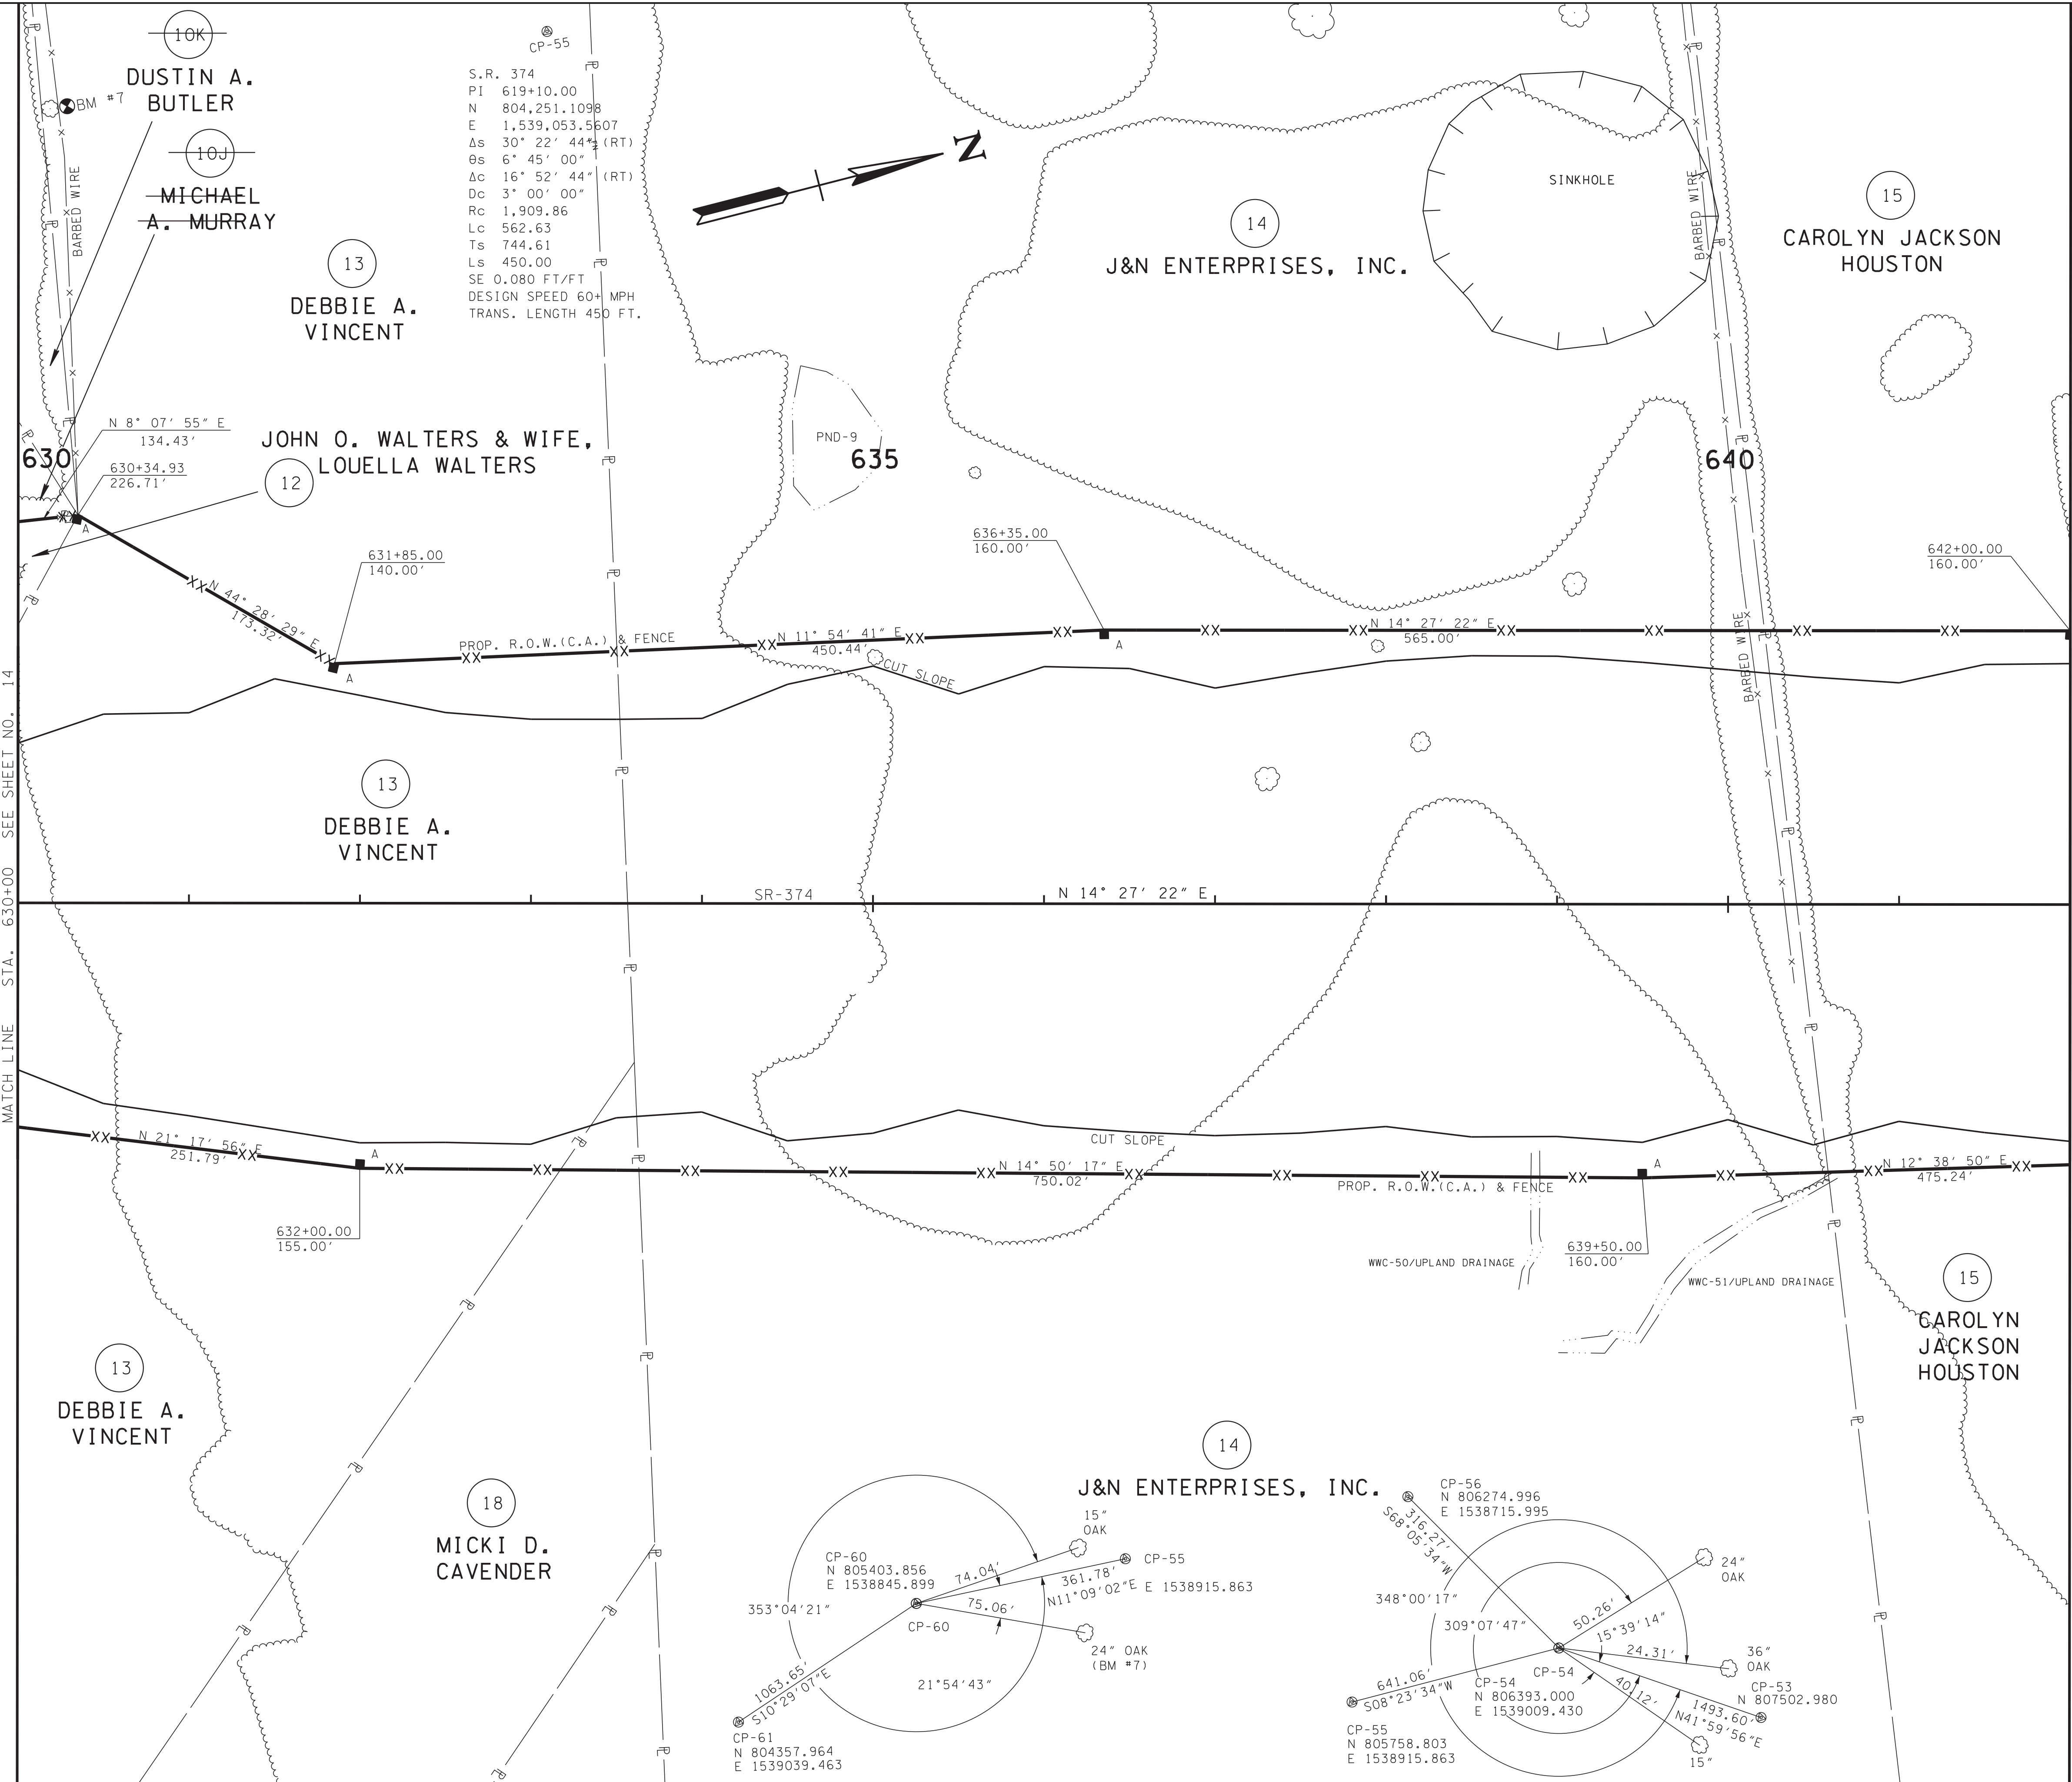 10K
DUSTIN A.
BUTLER
BM #7
10J
MICHAEL
A. MURRAY
BARBED WIRE
CP-55
S.R. 374
PI 619+10.00
N 804,251.1098
E 1,539,053.5607
Δs 30° 22′ 44″ (RT)
θs 6° 45′ 00″
Δc 16° 52′ 44″ (RT)
Dc 3° 00′ 00″
Rc 1,909.86
Lc 562.63
Ts 744.61
Ls 450.00
SE 0.080 FT/FT
DESIGN SPEED 60+ MPH
TRANS. LENGTH 450 FT.
N
13
DEBBIE A.
VINCENT
14
J&N ENTERPRISES, INC.
SINKHOLE
BARBED WIRE
15
CAROLYN JACKSON
HOUSTON
N 8° 07′ 55″ E
134.43′
630
630+34.93
226.71′
JOHN O. WALTERS & WIFE,
LOUELLA WALTERS
12
PND-9
635
640
A
631+85.00
140.00′
636+35.00
160.00′
642+00.00
160.00′
N 44° 28′ 29″ E
173.32′
A
PROP. R.O.W.(C.A.) & FENCE
N 11° 54′ 41″ E
450.44′
A
N 14° 27′ 22″ E
565.00′
BARBED WIRE
CUT SLOPE
MATCH LINE STA. 630+00 SEE SHEET NO. 14
13
DEBBIE A.
VINCENT
SR-374
N 14° 27′ 22″ E
N 21° 17′ 56″ E
251.79′
A
632+00.00
155.00′
CUT SLOPE
N 14° 50′ 17″ E
750.02′
PROP. R.O.W.(C.A.) & FENCE
A
N 12° 38′ 50″ E
475.24′
639+50.00
160.00′
WWC-50/UPLAND DRAINAGE
WWC-51/UPLAND DRAINAGE
15
CAROLYN
JACKSON
HOUSTON
13
DEBBIE A.
VINCENT
18
MICKI D.
CAVENDER
14
J&N ENTERPRISES, INC.
15″
OAK
CP-60
N 805403.856
E 1538845.899
74.04′
CP-55
361.78′
N11°09′02″E
E 1538915.863
75.06′
353°04′21″
CP-60
24″ OAK
(BM #7)
1063.65′
S10°29′07″E
21°54′43″
CP-61
N 804357.964
E 1539039.463
CP-56
N 806274.996
E 1538715.995
316.27′
S68°05′34″W
24″
OAK
348°00′17″
309°07′47″
50.26′
15°39′14″
24.31′
36″
OAK
CP-54
641.06′
S08°23′34″W
CP-54
N 806393.000
E 1539009.430
40.12′
CP-53
N 807502.980
1493.60′
N41°59′56″E
CP-55
N 805758.803
E 1538915.863
15″